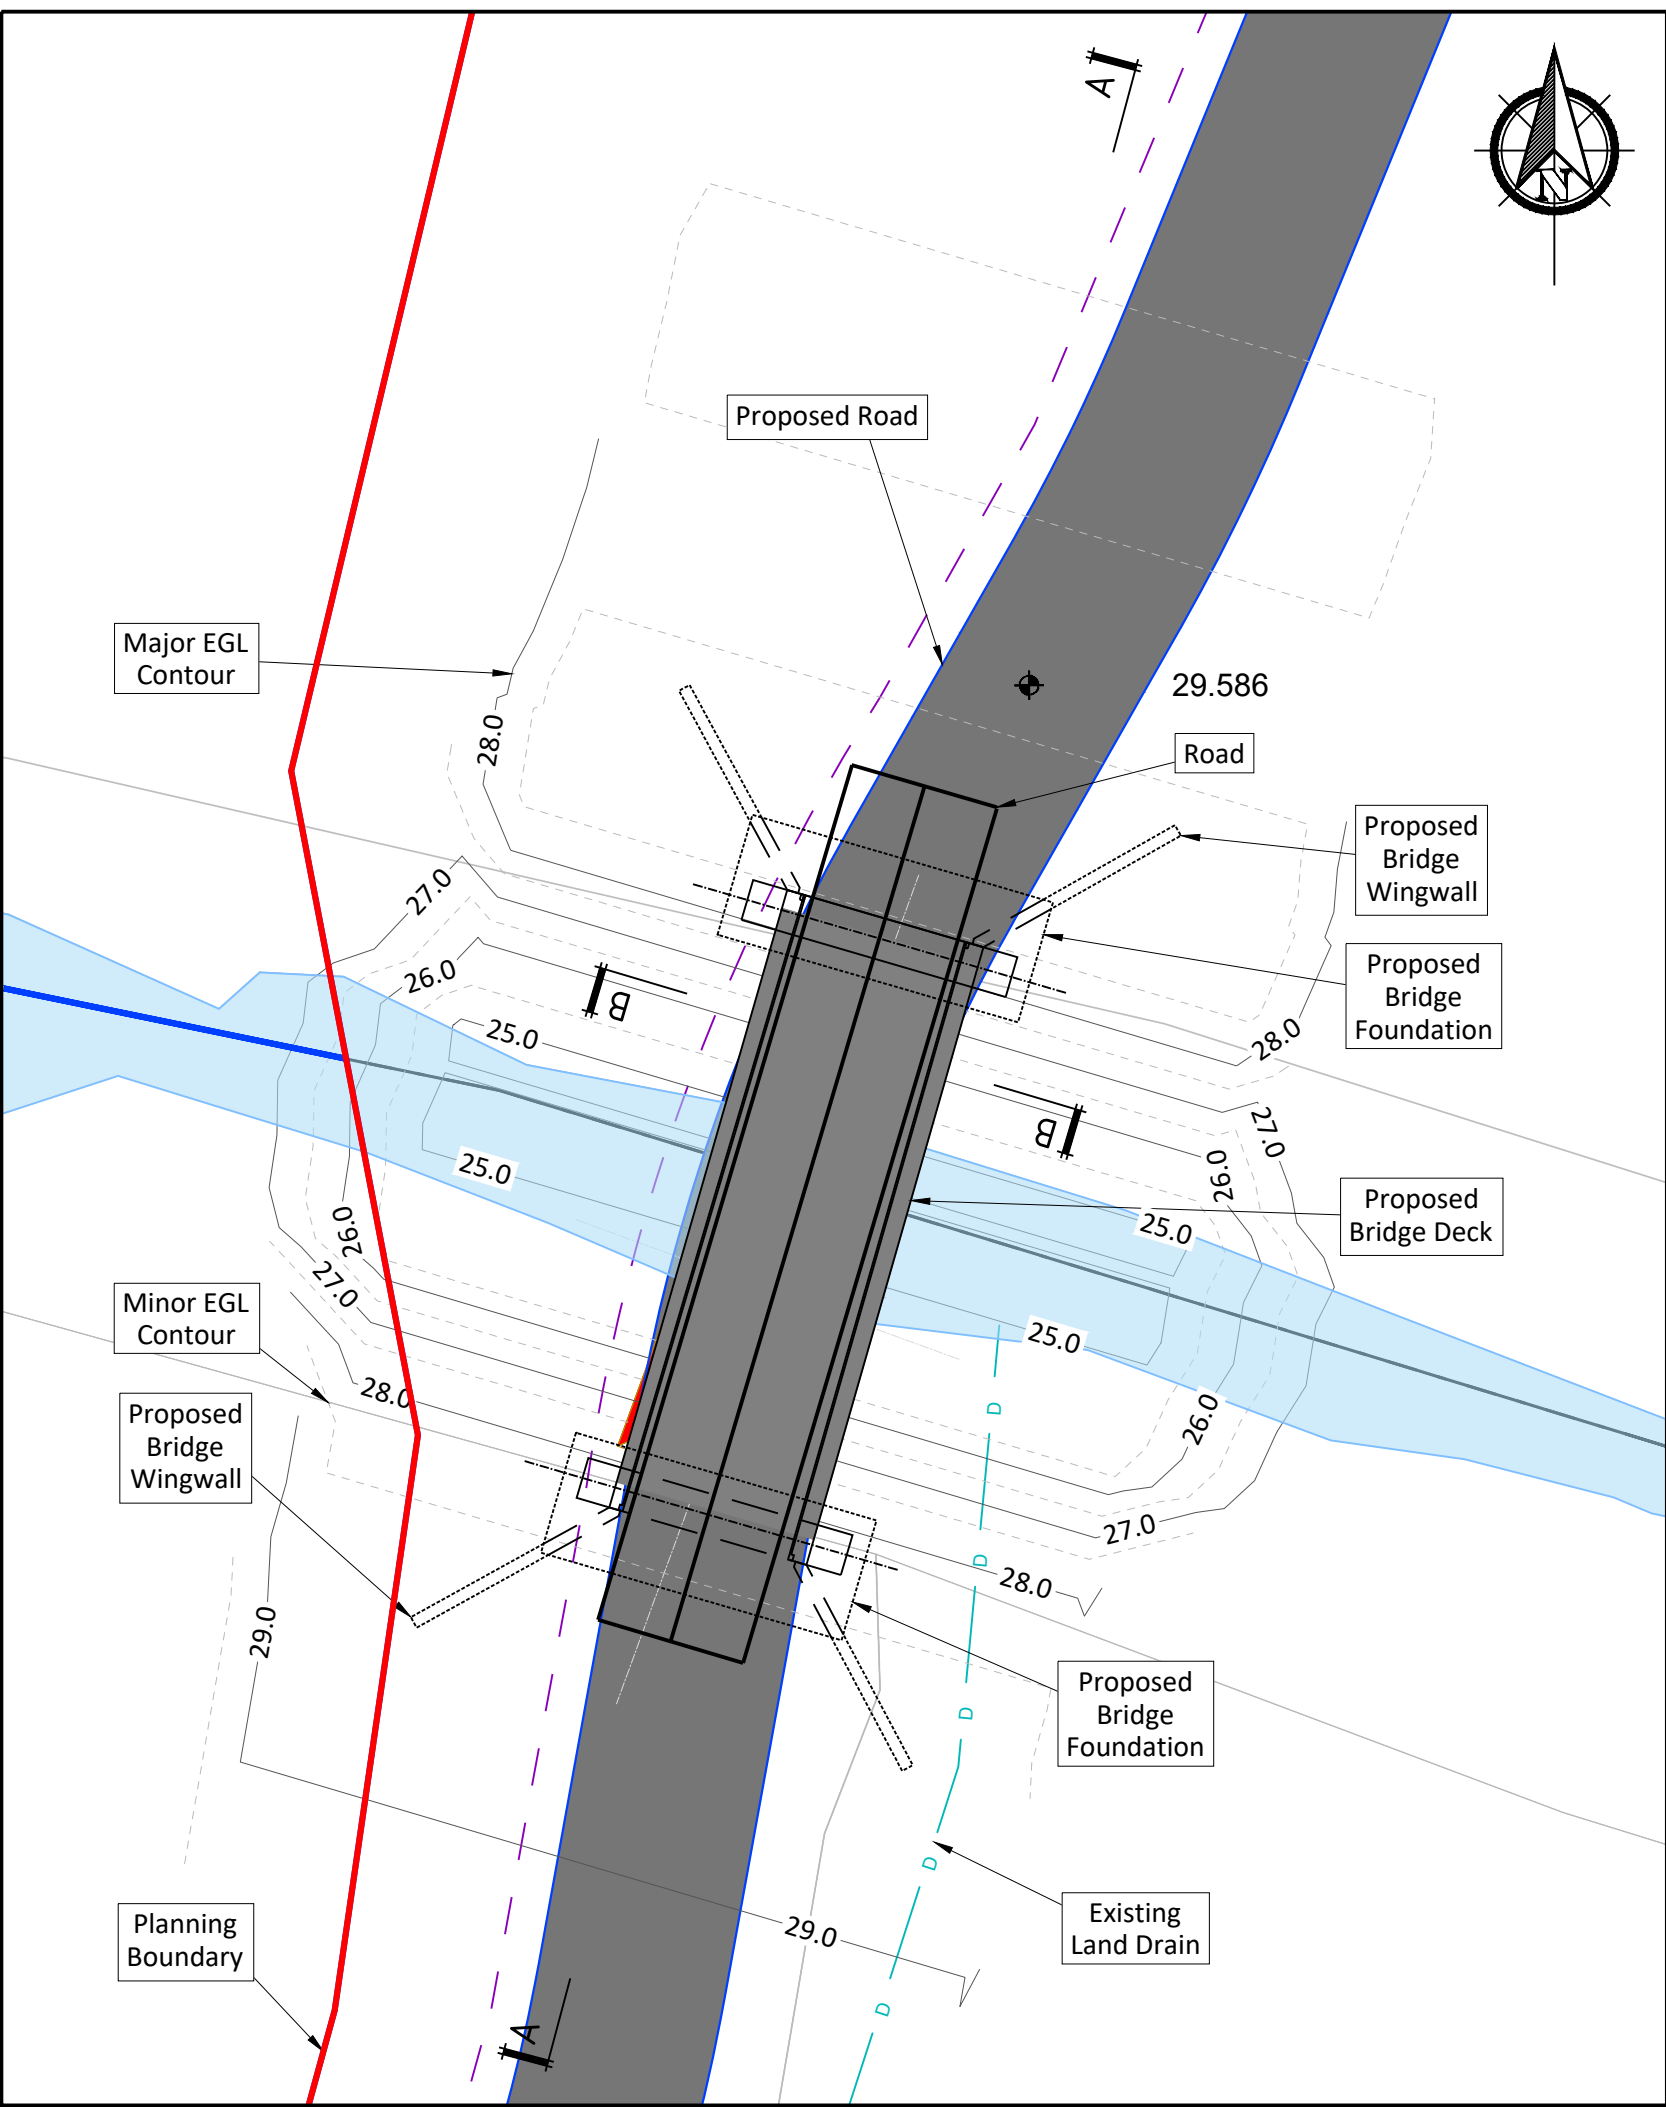 A
N
Proposed Road
Major EGL
Contour
29.586
28.0
Road
Proposed
Bridge
Wingwall
27.0
26.0
Proposed
Bridge
Foundation
B
25.0
28.0
B
27.0
25.0
26.0
Proposed
Bridge Deck
25.0
26.0
27.0
Minor EGL
Contour
25.0
28.0
Proposed
Bridge
Wingwall
26.0
D
27.0
D
28.0
29.0
Proposed
Bridge
Foundation
D
D
Existing
Land Drain
Planning
Boundary
29.0
D
A